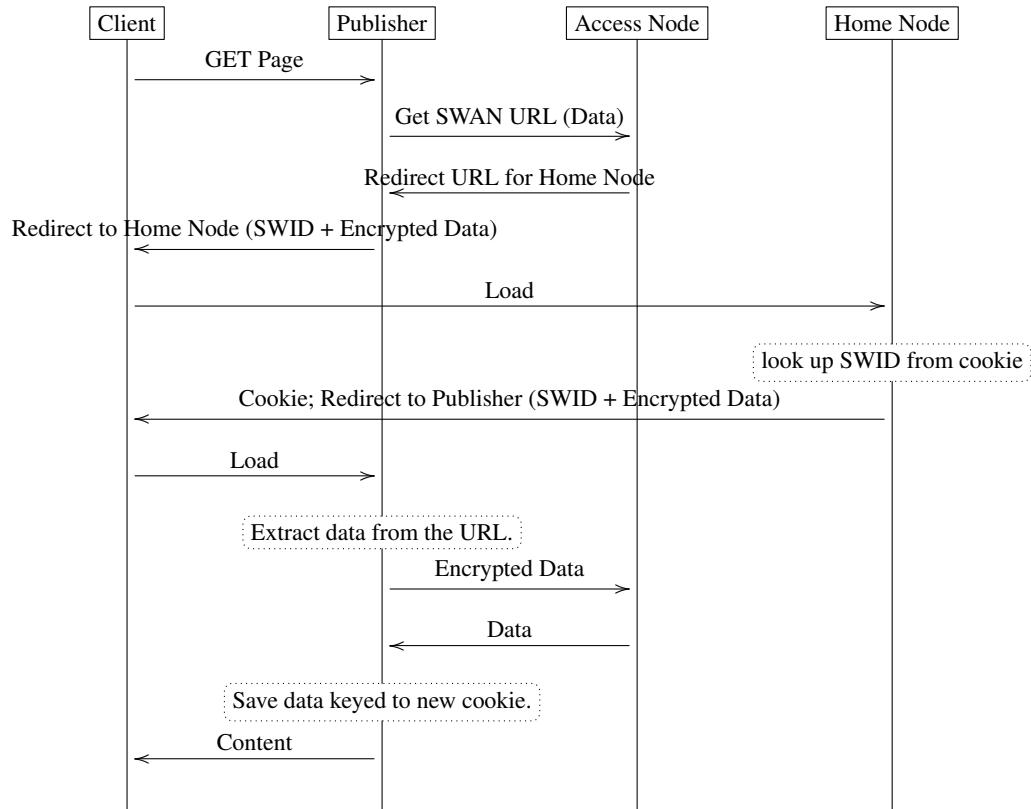 Client
Publisher
Access Node
Home Node
GET Page
Get SWAN URL (Data)
Redirect URL for Home Node
Redirect to Home Node (SWID + Encrypted Data)
Load
look up SWID from cookie
Cookie; Redirect to Publisher (SWID + Encrypted Data)
Load
Extract data from the URL.
Encrypted Data
Data
Save data keyed to new cookie.
Content